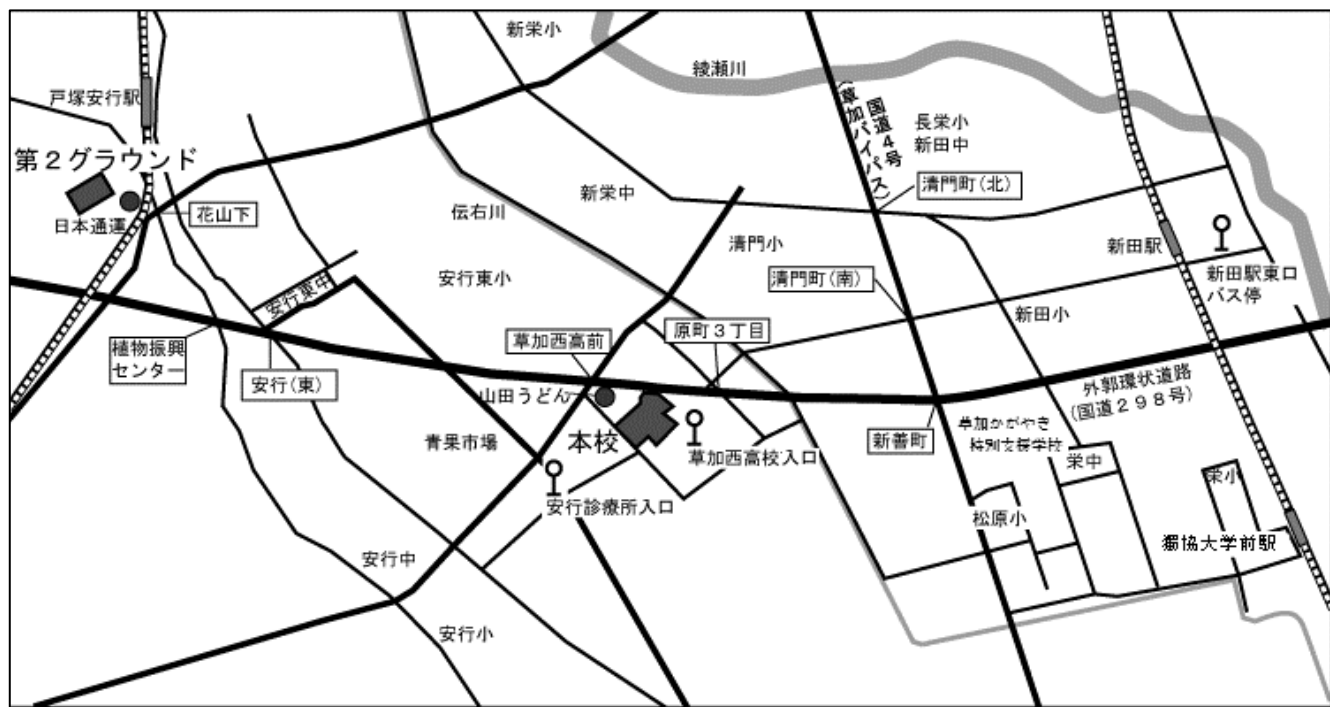 新栄小
綾瀬川
戸塚安行駅
国道４号
(草加バイパス)
長栄小
新田中
第２グラウンド
新栄中
清門町(北)
日本通運
花山下
伝右川
清門小
新田駅
新田駅東口
バス停
安行東中
安行東小
清門町(南)
新田小
植物振興
センター
安行(東)
草加西高前
原町３丁目
山田うどん
外郭環状道路
(国道２９８号)
青果市場
本校
草加西高校入口
新善町
草加かがやき
特別支援学校
栄中
栄小
安行診療所入口
松原小
獨協大学前駅
安行中
安行小